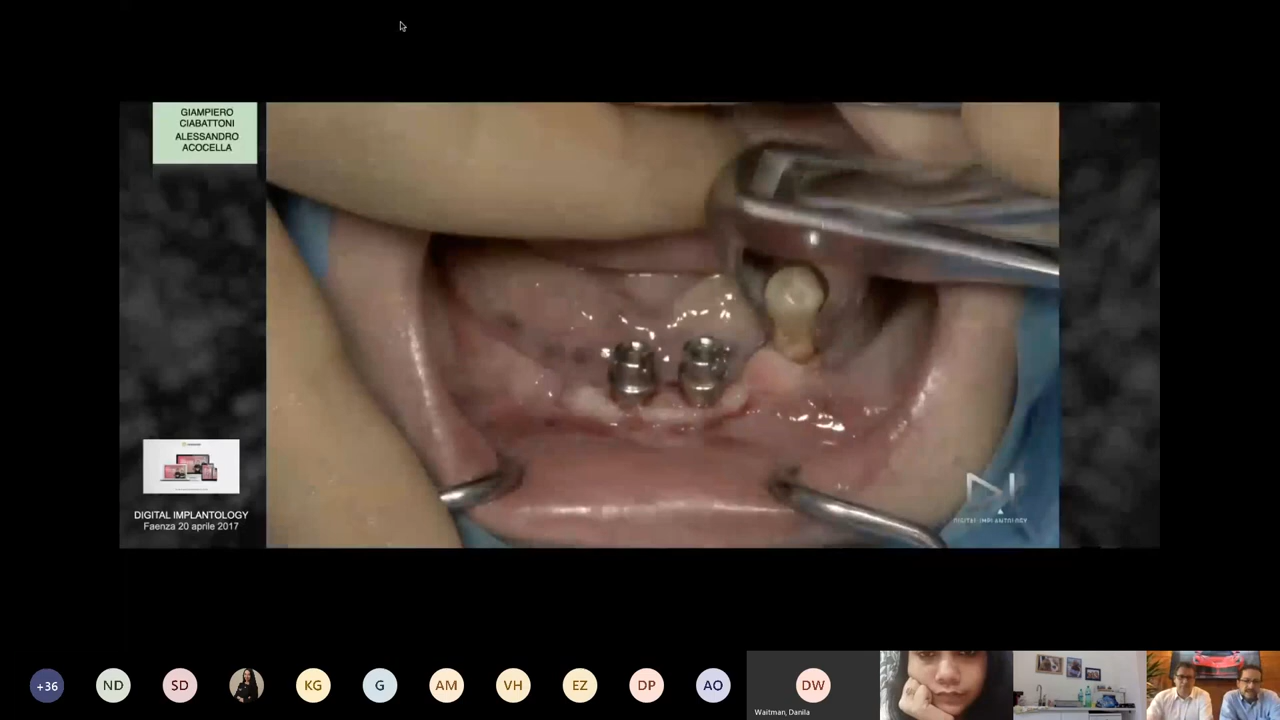 GIAMPIERO
CIABATTONI
ALESSANDRO
ACOCELLA
DIGITAL IMPLANTOLOGY
Faenza 20 aprile 2017
DIGITAL IMPLANTOLOGY
+36
ND
SD
KG
G
AM
VH
EZ
DP
AO
DW
Waitman, Danila